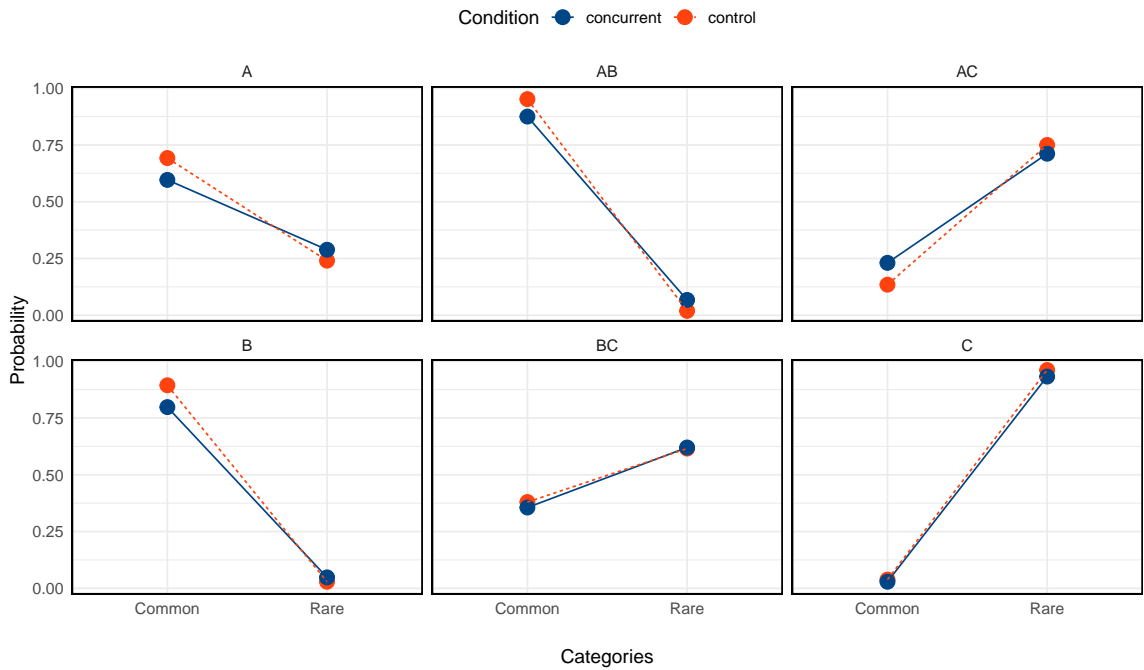 Condition concurrent control
A AB AC
1.00
0.75
0.50
0.25
0.00
Probability
B BC C
1.00
0.75
0.50
0.25
0.00
Common Rare Common Rare Common Rare
Categories